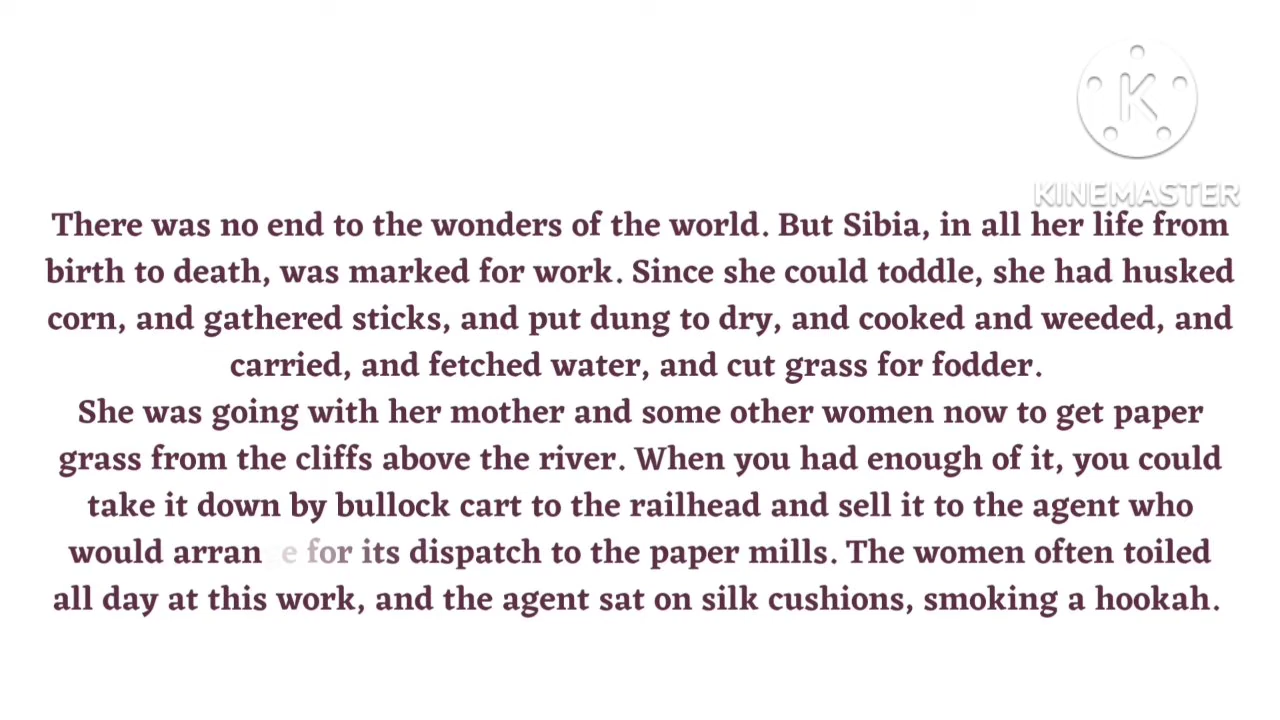 K
KINEMASTER
There was no end to the wonders of the world. But Sibia, in all her life from
birth to death, was marked for work. Since she could toddle, she had husked
corn, and gathered sticks, and put dung to dry, and cooked and weeded, and
carried, and fetched water, and cut grass for fodder.
She was going with her mother and some other women now to get paper
grass from the cliffs above the river. When you had enough of it, you could
take it down by bullock cart to the railhead and sell it to the agent who
would arran e for its dispatch to the paper mills. The women often toiled
all day at this work, and the agent sat on silk cushions, smoking a hookah.